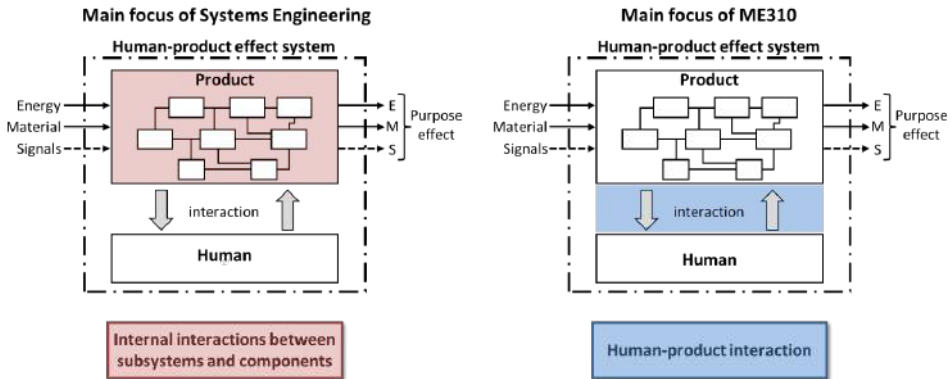 Main focus of Systems Engineering
Human-product effect system
Product
Energy
Material
Signals
E
M
S
Purpose
effect
interaction
Human
Internal interactions between
subsystems and components
Main focus of ME310
Human-product effect system
Product
Energy
Material
Signals
E
M
S
Purpose
effect
interaction
Human
Human-product interaction